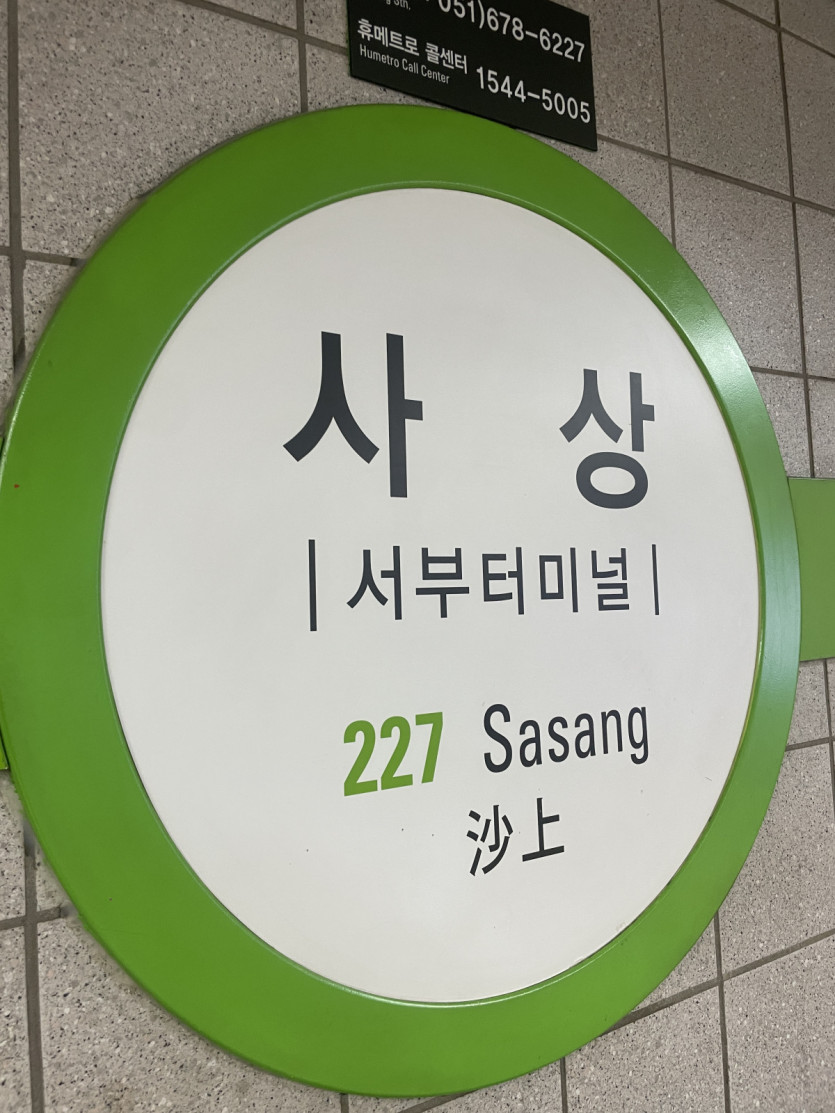 051)678-6227
휴메트로 콜센터 1544-5005
Humetro Call Center
사 상
| 서부터미널 |
227 Sasang
沙上